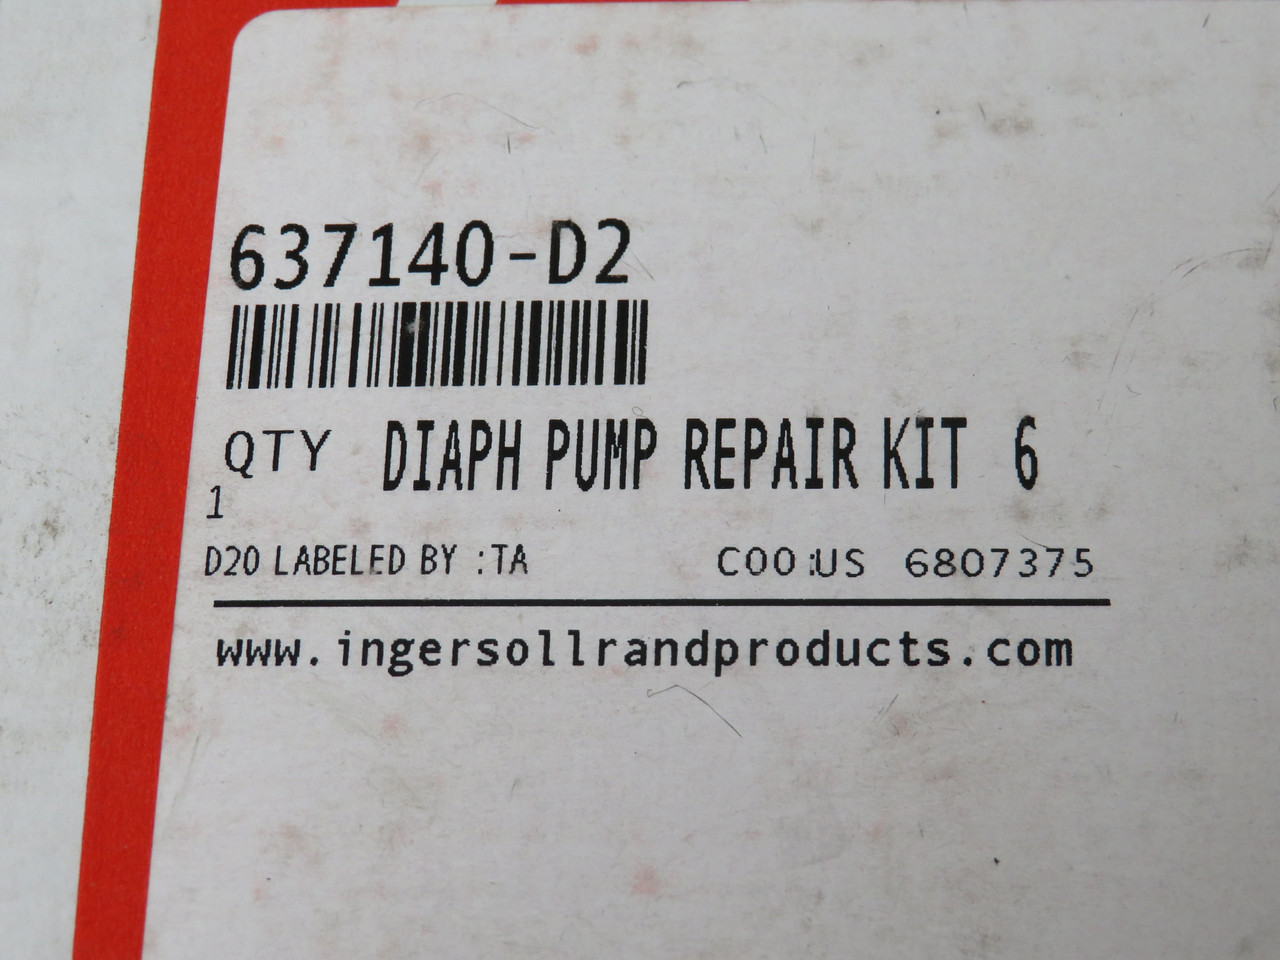 637140-D2
QTY DIAPH PUMP REPAIR KIT 6
1
D20 LABELED BY :TA COO:US 6807375
www.ingersollrandproducts.com